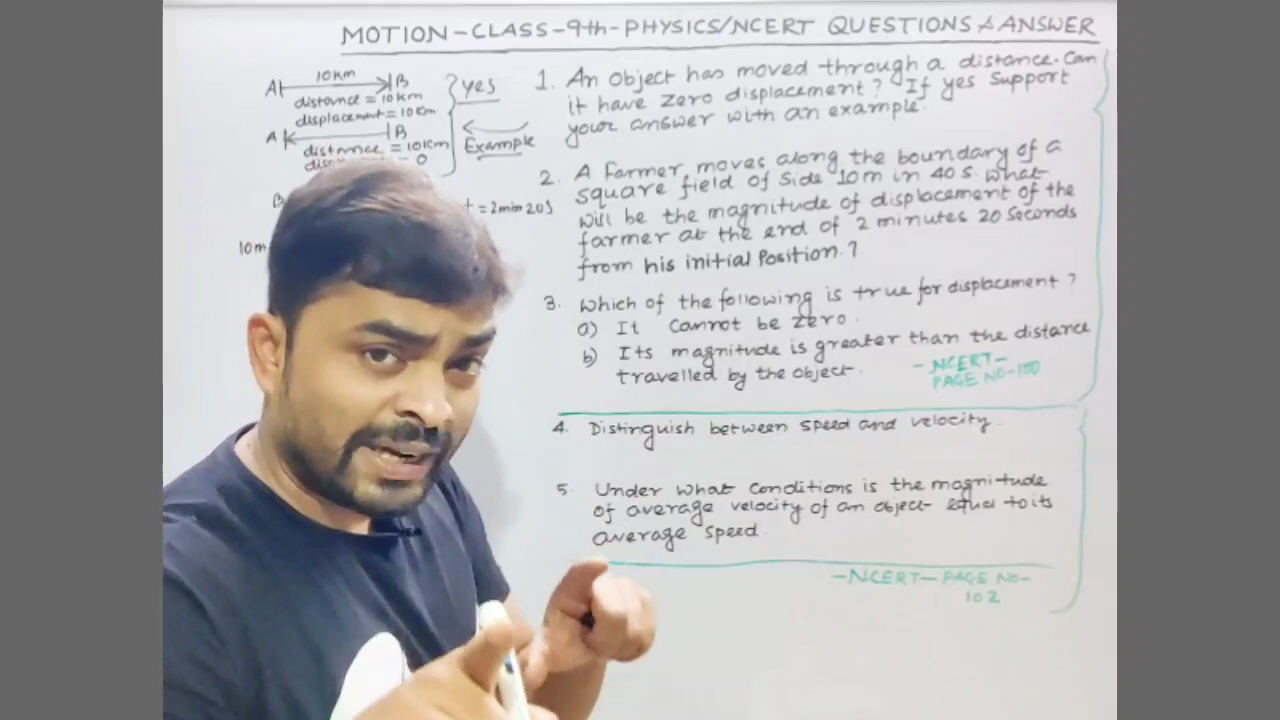 MOTION-CLASS-9th-PHYSICS/NCERT QUESTIONS & ANSWER
A 10km B
distance = 10km
displacement = 10km
yes
A B
distance = 10km
= 0
Example
B
t = 2min 20s
10m
1. An Object has moved through a distance. Can
it have zero displacement? If yes support
your answer with an example.
2. A farmer moves along the boundary of a
square field of side 10m in 40s. what
will be the magnitude of displacement of the
farmer at the end of 2 minutes 20 seconds
from his initial position.?
3. Which of the following is true for displacement?
a) It cannot be zero.
b) Its magnitude is greater than the distance
travelled by the object.
-NCERT-
PAGE NO-100
4. Distinguish between speed and velocity.
5. Under what conditions is the magnitude
of average velocity of an object equal to its
average speed.
-NCERT- PAGE NO-
102